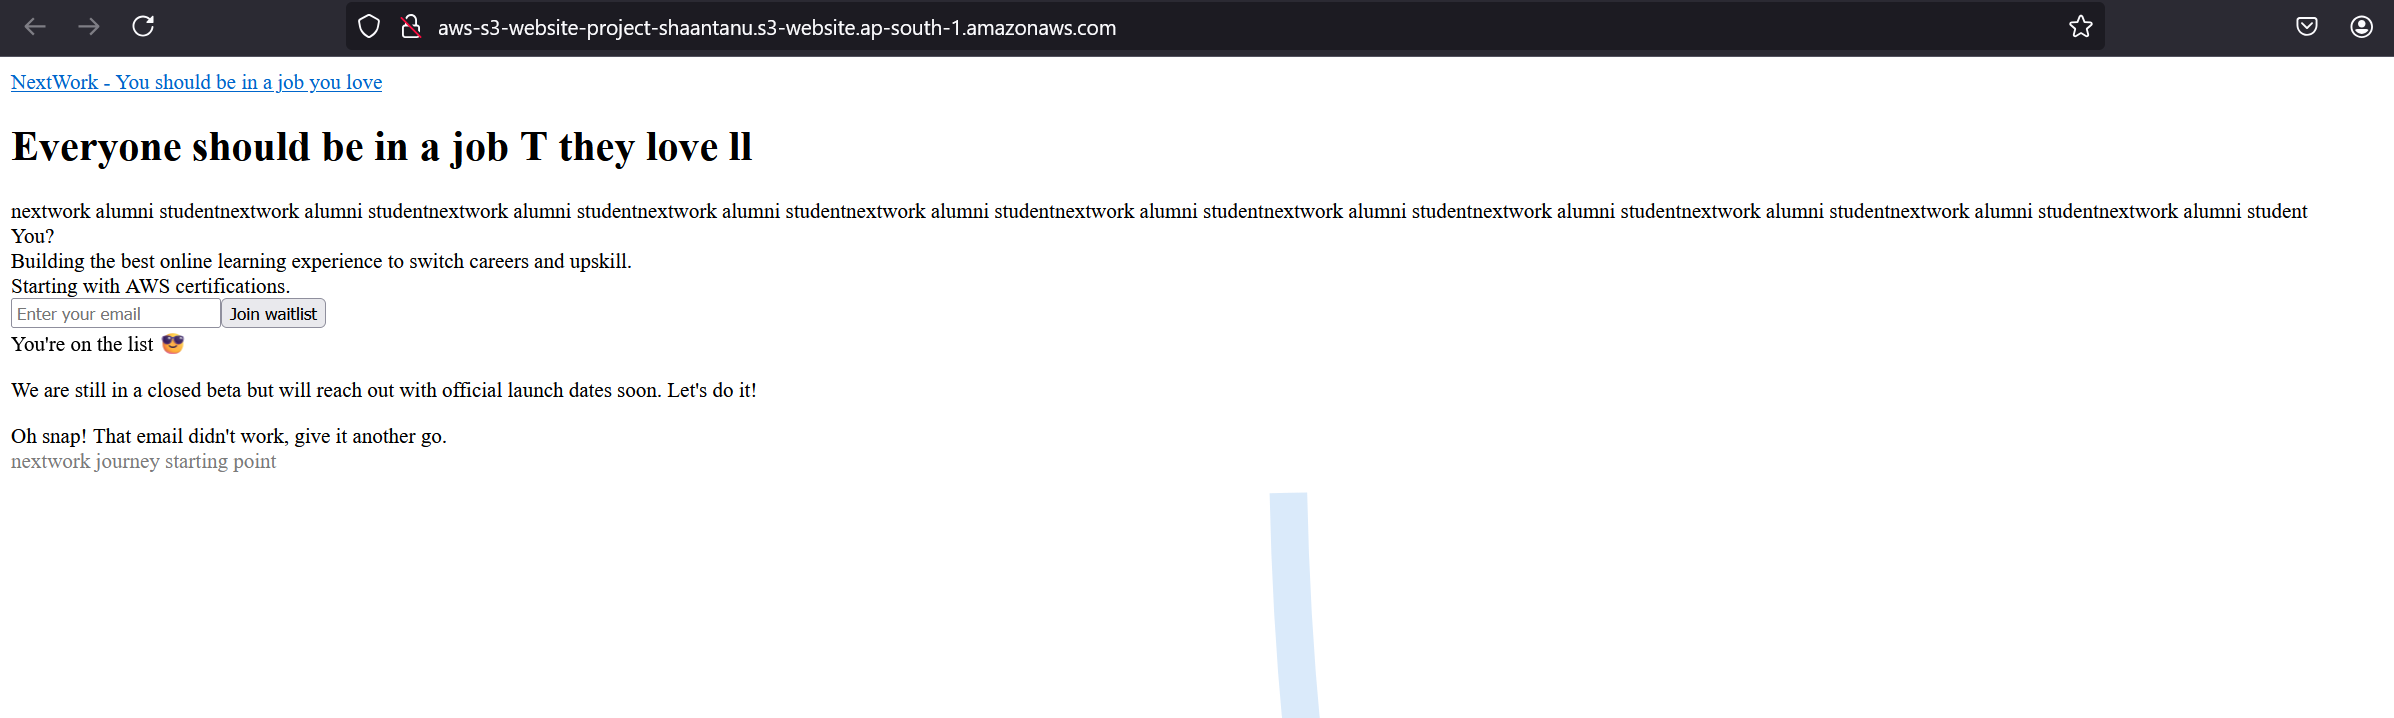 aws-s3-website-project-shaantanu.s3-website.ap-south-1.amazonaws.com
NextWork - You should be in a job you love
Everyone should be in a job T they love ll
nextwork alumni studentnextwork alumni studentnextwork alumni studentnextwork alumni studentnextwork alumni studentnextwork alumni studentnextwork alumni studentnextwork alumni studentnextwork alumni studentnextwork alumni studentnextwork alumni student
You?
Building the best online learning experience to switch careers and upskill.
Starting with AWS certifications.
Enter your email Join waitlist
You're on the list 😎
We are still in a closed beta but will reach out with official launch dates soon. Let's do it!
Oh snap! That email didn't work, give it another go.
nextwork journey starting point